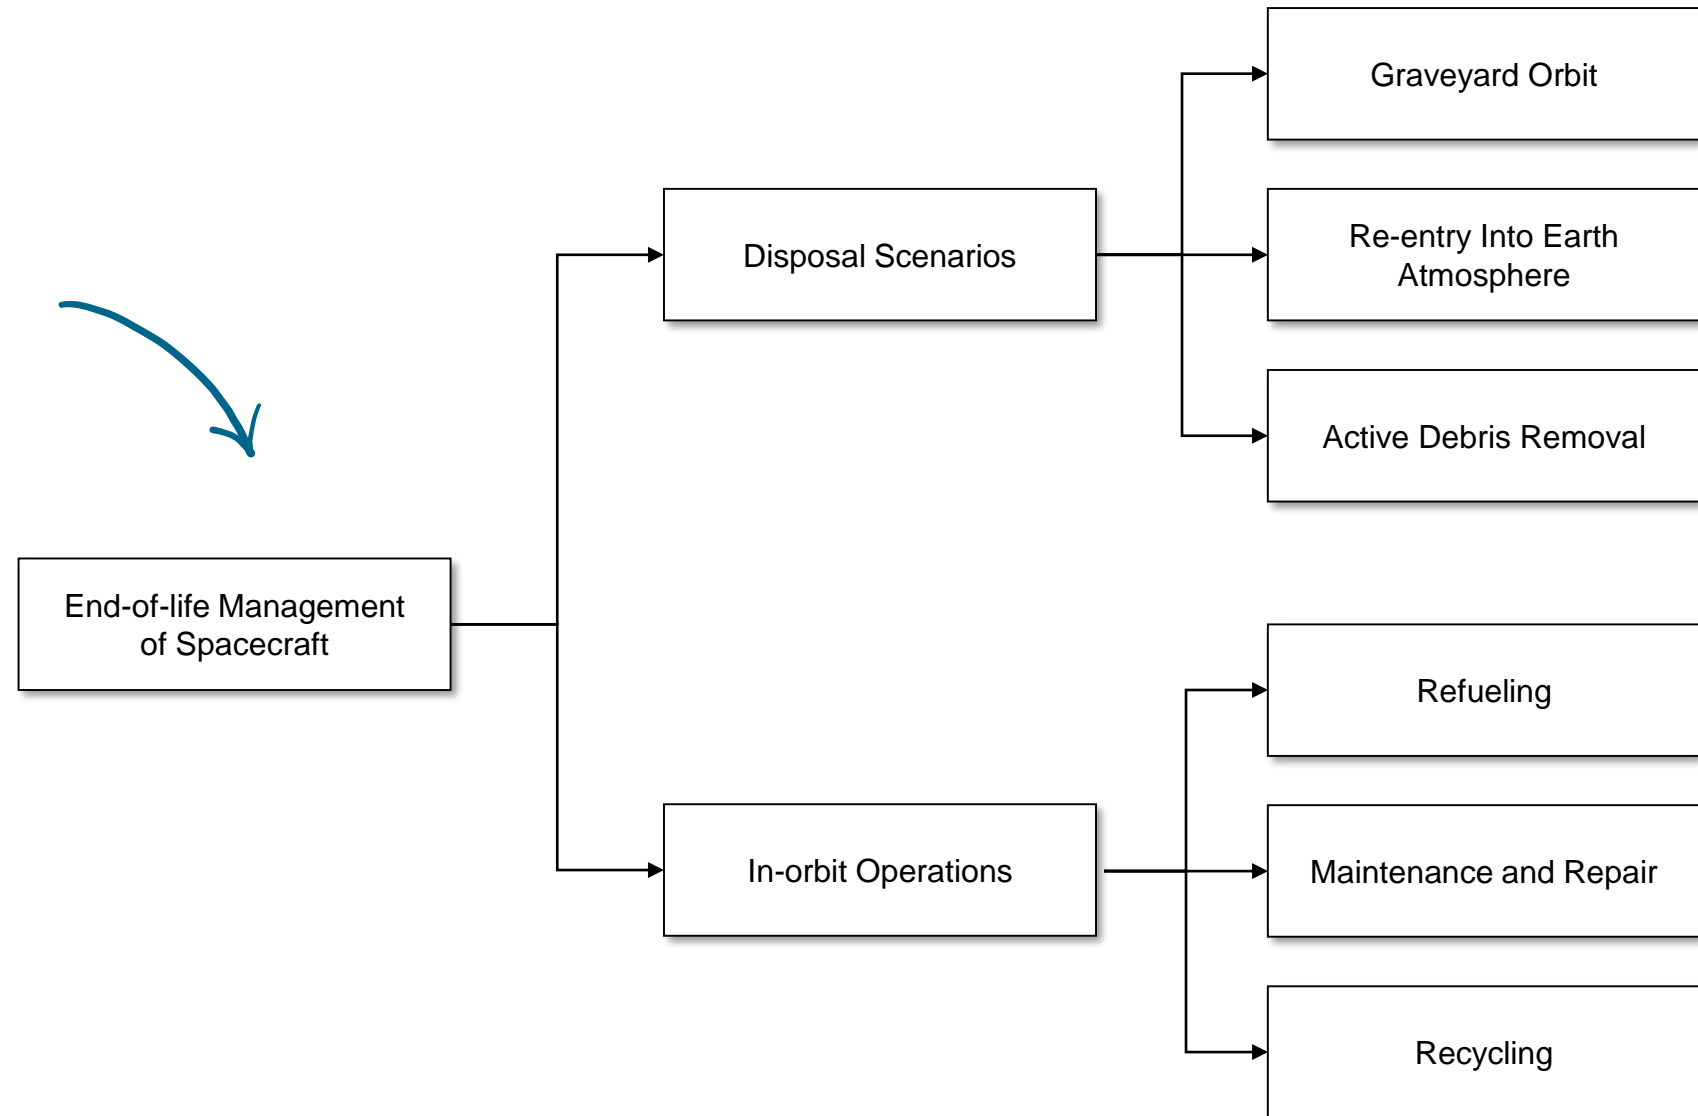 Graveyard Orbit
Disposal Scenarios
Re-entry Into Earth
Atmosphere
Active Debris Removal
End-of-life Management
of Spacecraft
Refueling
In-orbit Operations
Maintenance and Repair
Recycling